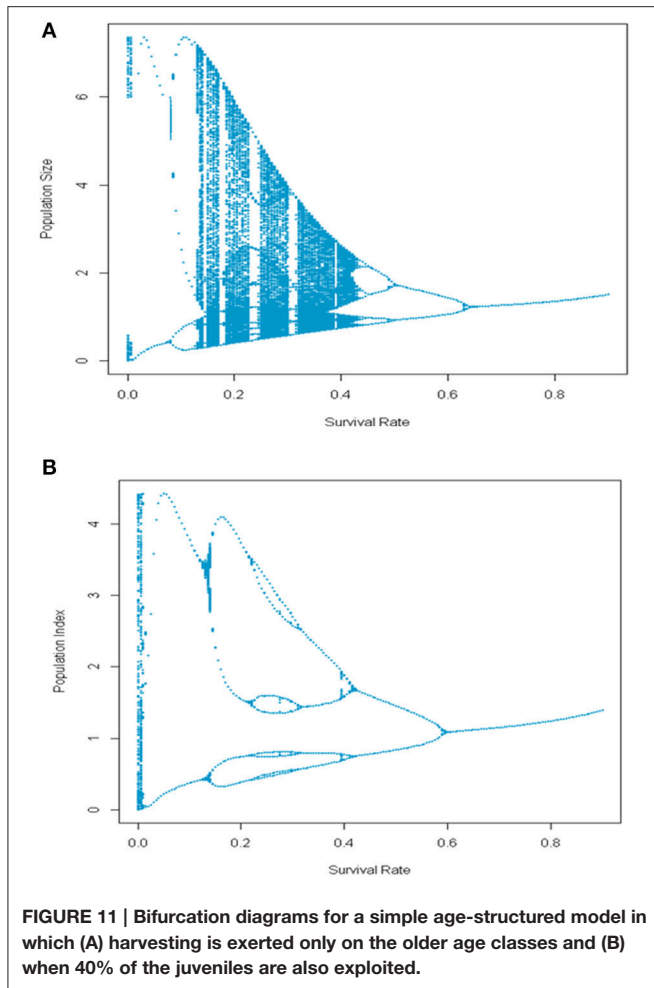 A
6
4
2
0
Population Size
0.0 0.2 0.4 0.6 0.8
Survival Rate
B
4
3
2
1
0
Population Index
0.0 0.2 0.4 0.6 0.8
Survival Rate
FIGURE 11 | Bifurcation diagrams for a simple age-structured model in
which (A) harvesting is exerted only on the older age classes and (B)
when 40% of the juveniles are also exploited.